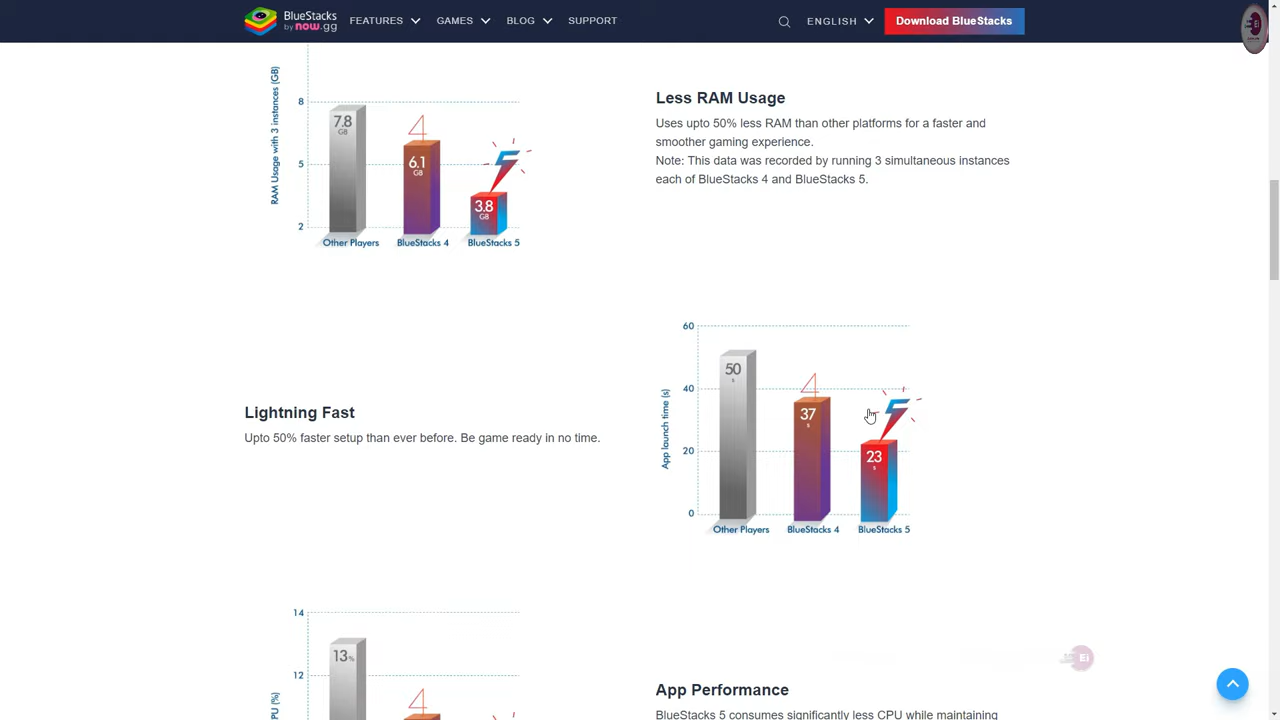 BlueStacks
by now.gg
FEATURES
GAMES
BLOG
SUPPORT
ENGLISH
Download BlueStacks
RAM Usage with 3 instances (GB)
8
5
2
7.8
GB
4
6.1
GB
5
3.8
GB
Other Players
BlueStacks 4
BlueStacks 5
Less RAM Usage
Uses upto 50% less RAM than other platforms for a faster and
smoother gaming experience.
Note: This data was recorded by running 3 simultaneous instances
each of BlueStacks 4 and BlueStacks 5.
Lightning Fast
Upto 50% faster setup than ever before. Be game ready in no time.
App launch time (s)
60
40
20
0
50
s
4
37
s
5
23
s
Other Players
BlueStacks 4
BlueStacks 5
14
12
13%
4
App Performance
BlueStacks 5 consumes significantly less CPU while maintaining
Ei
Ei